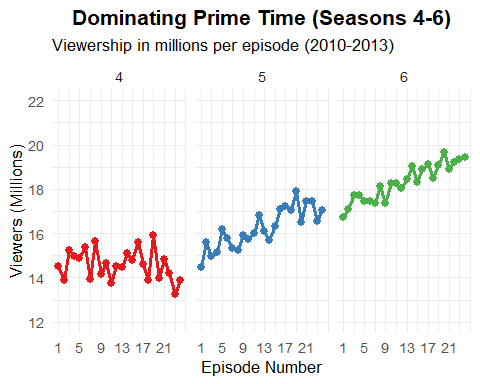 Dominating Prime Time (Seasons 4-6)
Viewership in millions per episode (2010-2013)
4 5 6
Viewers (Millions)
22
20
18
16
14
12
1 5 9 13 17 21 1 5 9 13 17 21 1 5 9 13 17 21
Episode Number